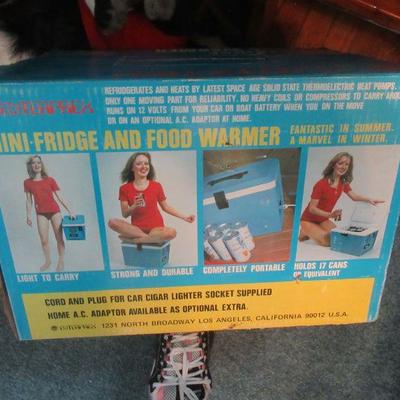 REFRIGERATES AND HEATS BY LATEST SPACE AGE SOLID STATE THERMOELECTRIC HEAT PUMPS.
ONLY ONE MOVING PART FOR RELIABILITY. NO HEAVY COILS OR COMPRESSORS TO CARRY
RUNS ON 12 VOLTS FROM YOUR CAR OR BOAT BATTERY WHEN YOU ON THE MOVE
OR ON AN OPTIONAL A.C. ADAPTOR AT HOME.
INI-FRIDGE AND FOOD WARMER
FANTASTIC IN SUMMER.
A MARVEL IN WINTER.
LIGHT TO CARRY
STRONG AND DURABLE
COMPLETELY PORTABLE
HOLDS 17 CANS
OR EQUIVALENT
CORD AND PLUG FOR CAR CIGAR LIGHTER SOCKET SUPPLIED
HOME A.C. ADAPTOR AVAILABLE AS OPTIONAL EXTRA.
1231 NORTH BROADWAY LOS ANGELES, CALIFORNIA 90012 U.S.A.